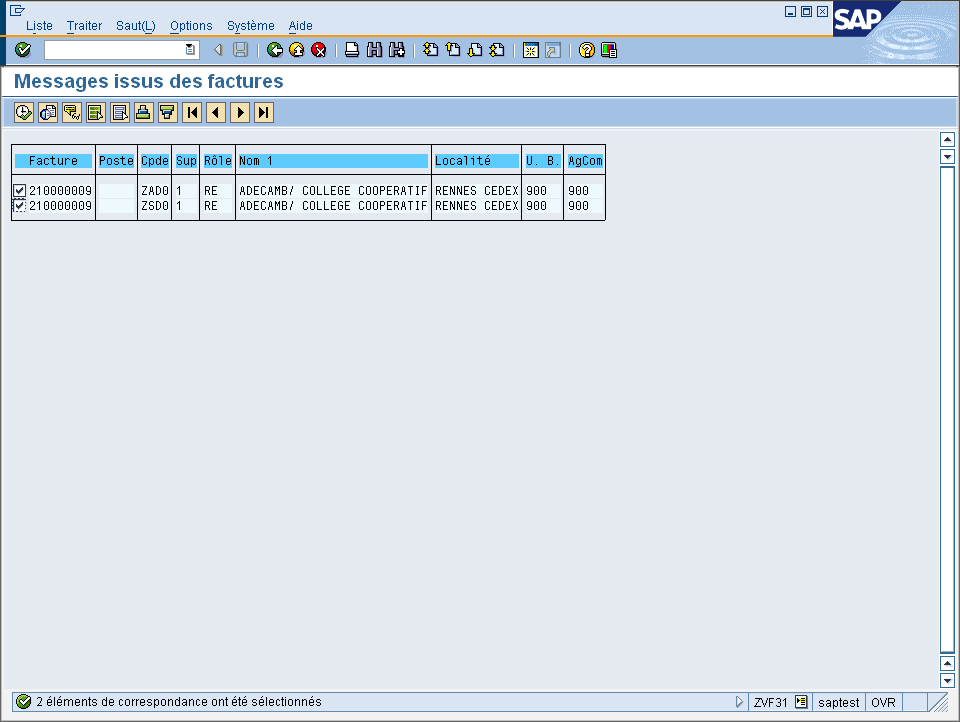 Liste Traiter Saut(L) Options Système Aide
SAP
Messages issus des factures
Facture Poste Cpde Sup Rôle Nom 1 Localité U. B. AgCom
210000009 ZAD0 1 RE ADECAMB/ COLLEGE COOPERATIF RENNES CEDEX 900 900
210000009 ZSD0 1 RE ADECAMB/ COLLEGE COOPERATIF RENNES CEDEX 900 900
2 éléments de correspondance ont été sélectionnés ZVF31 saptest OVR